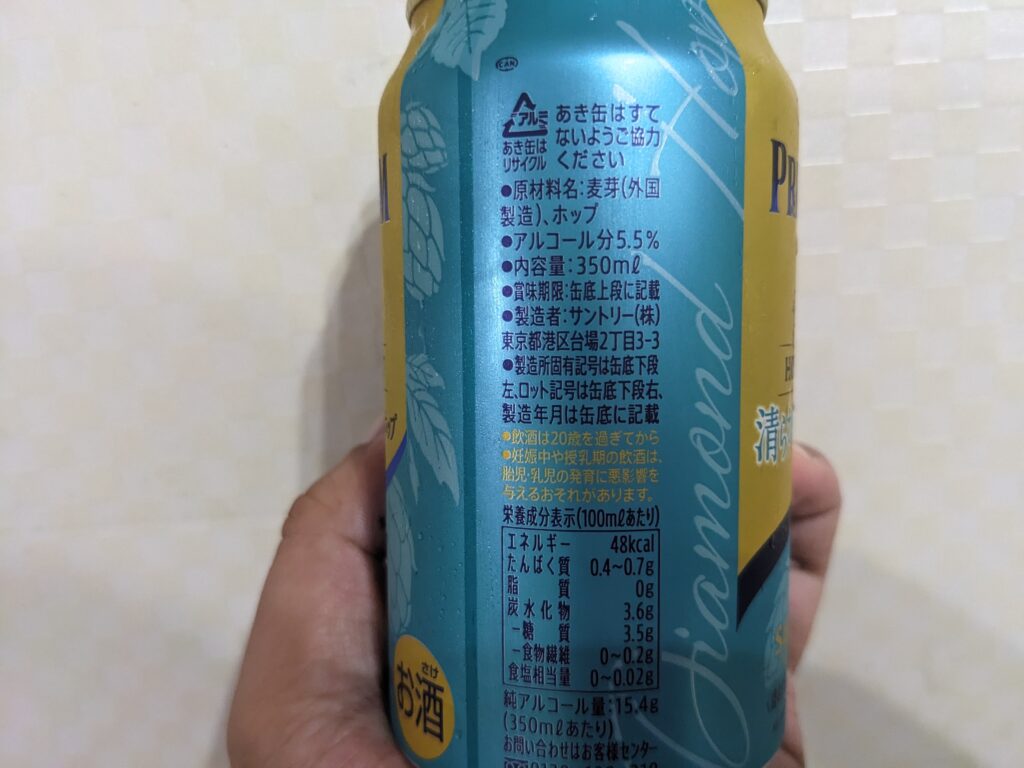 CAN
アルミ
あき缶は
リサイクル
あき缶はすて
ないようご協力
ください
●原材料名:麦芽(外国
製造)、ホップ
●アルコール分5.5%
●内容量:350mℓ
●賞味期限:缶底上段に記載
●製造者:サントリー(株)
東京都港区台場2丁目3-3
●製造所固有記号は缶底下段
左、ロット記号は缶底下段右、
製造年月は缶底に記載
●飲酒は20歳を過ぎてから
●妊娠中や授乳期の飲酒は、
胎児・乳児の発育に悪影響を
与えるおそれがあります。
栄養成分表示(100mℓあたり)
エネルギー 48kcal
たんぱく質 0.4~0.7g
脂質 0g
炭水化物 3.6g
-糖質 3.5g
-食物繊維 0~0.2g
食塩相当量 0~0.02g
純アルコール量:15.4g
(350mℓあたり)
お問い合わせはお客様センター
さけ
お酒
Diamond
M
ップ
PR
清